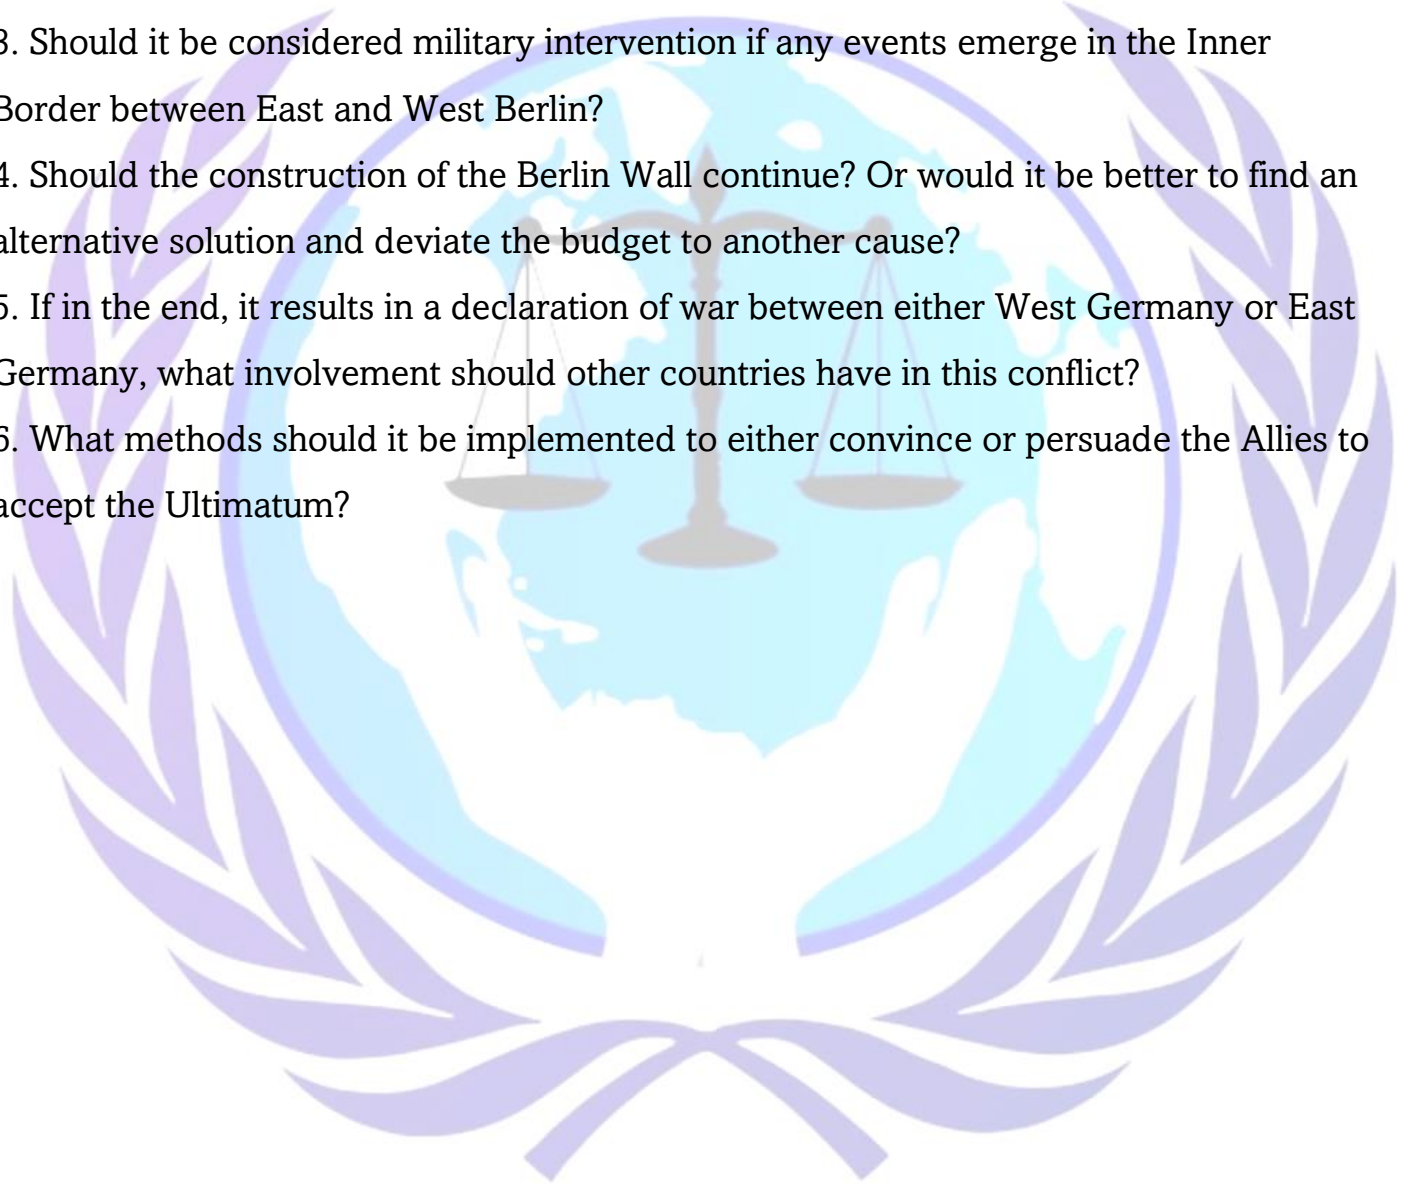 3. Should it be considered military intervention if any events emerge in the Inner
Border between East and West Berlin?
4. Should the construction of the Berlin Wall continue? Or would it be better to find an
alternative solution and deviate the budget to another cause?
5. If in the end, it results in a declaration of war between either West Germany or East
Germany, what involvement should other countries have in this conflict?
6. What methods should it be implemented to either convince or persuade the Allies to
accept the Ultimatum?